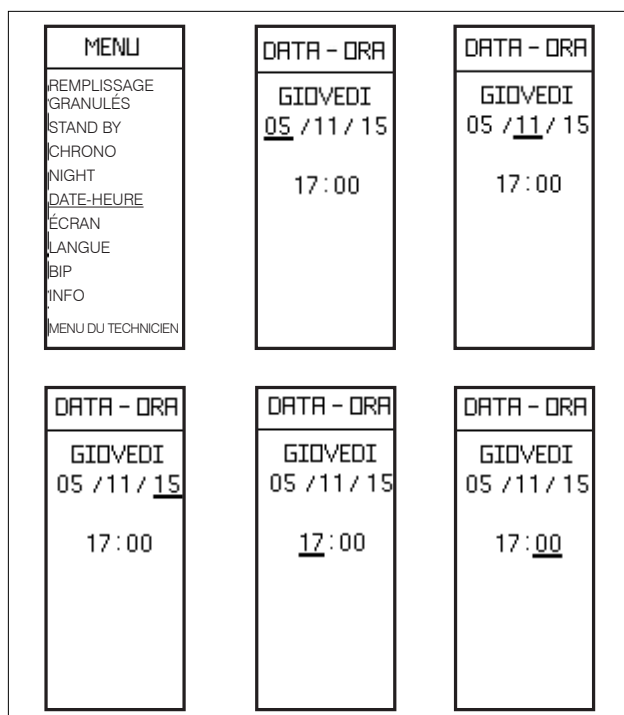 MENU
REMPLISSAGE
GRANULÉS
STAND BY
CHRONO
NIGHT
DATE-HEURE
ÉCRAN
LANGUE
BIP
INFO
MENU DU TECHNICIEN
DATA - ORA
GIOVEDI
05 / 11 / 15
17:00
DATA - ORA
GIOVEDI
05 / 11 / 15
17:00
DATA - ORA
GIOVEDI
05 / 11 / 15
17:00
DATA - ORA
GIOVEDI
05 / 11 / 15
17:00
DATA - ORA
GIOVEDI
05 / 11 / 15
17:00